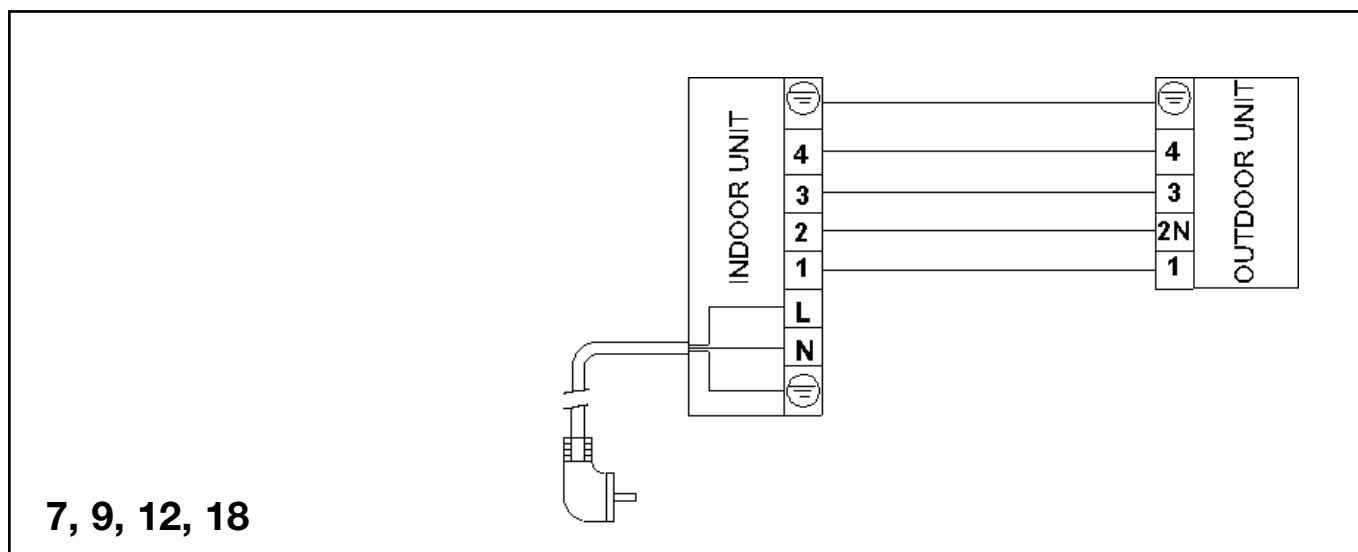 INDOOR UNIT
4
3
2
1
L
N
4
3
2N
1
OUTDOOR UNIT
7, 9, 12, 18